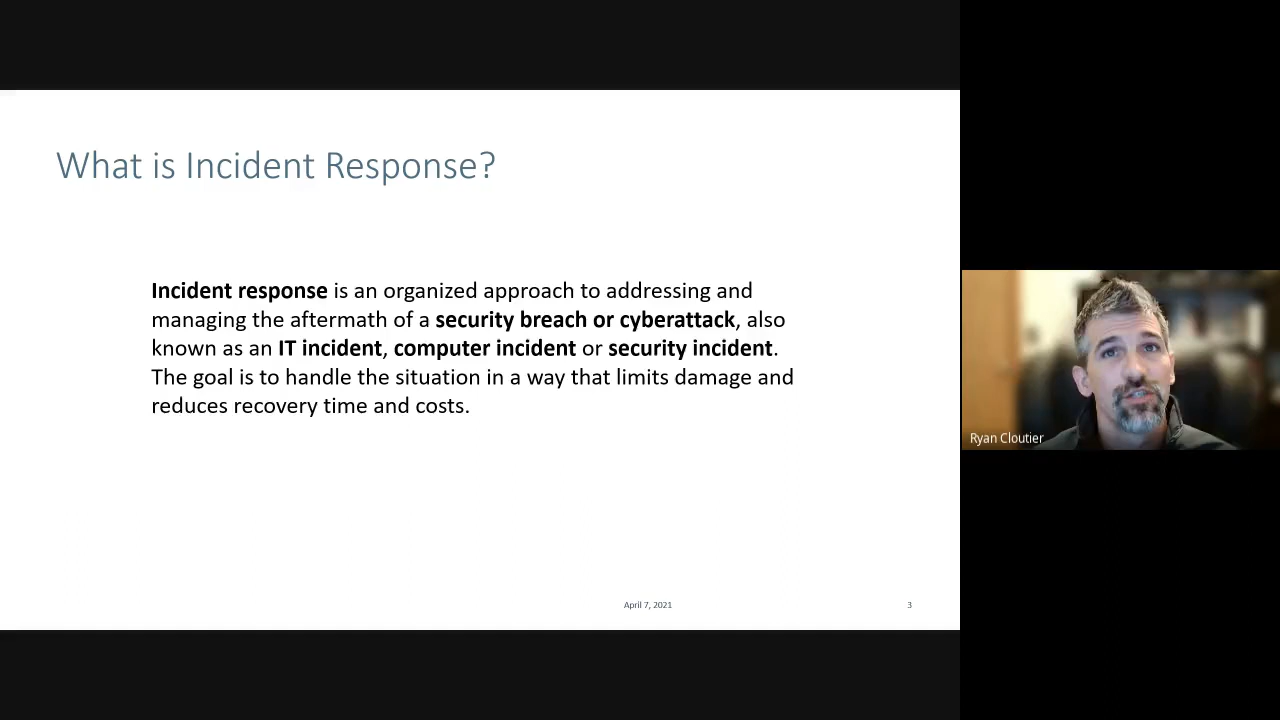 What is Incident Response?
Incident response is an organized approach to addressing and
managing the aftermath of a security breach or cyberattack, also
known as an IT incident, computer incident or security incident.
The goal is to handle the situation in a way that limits damage and
reduces recovery time and costs.
April 7, 2021
3
Ryan Cloutier